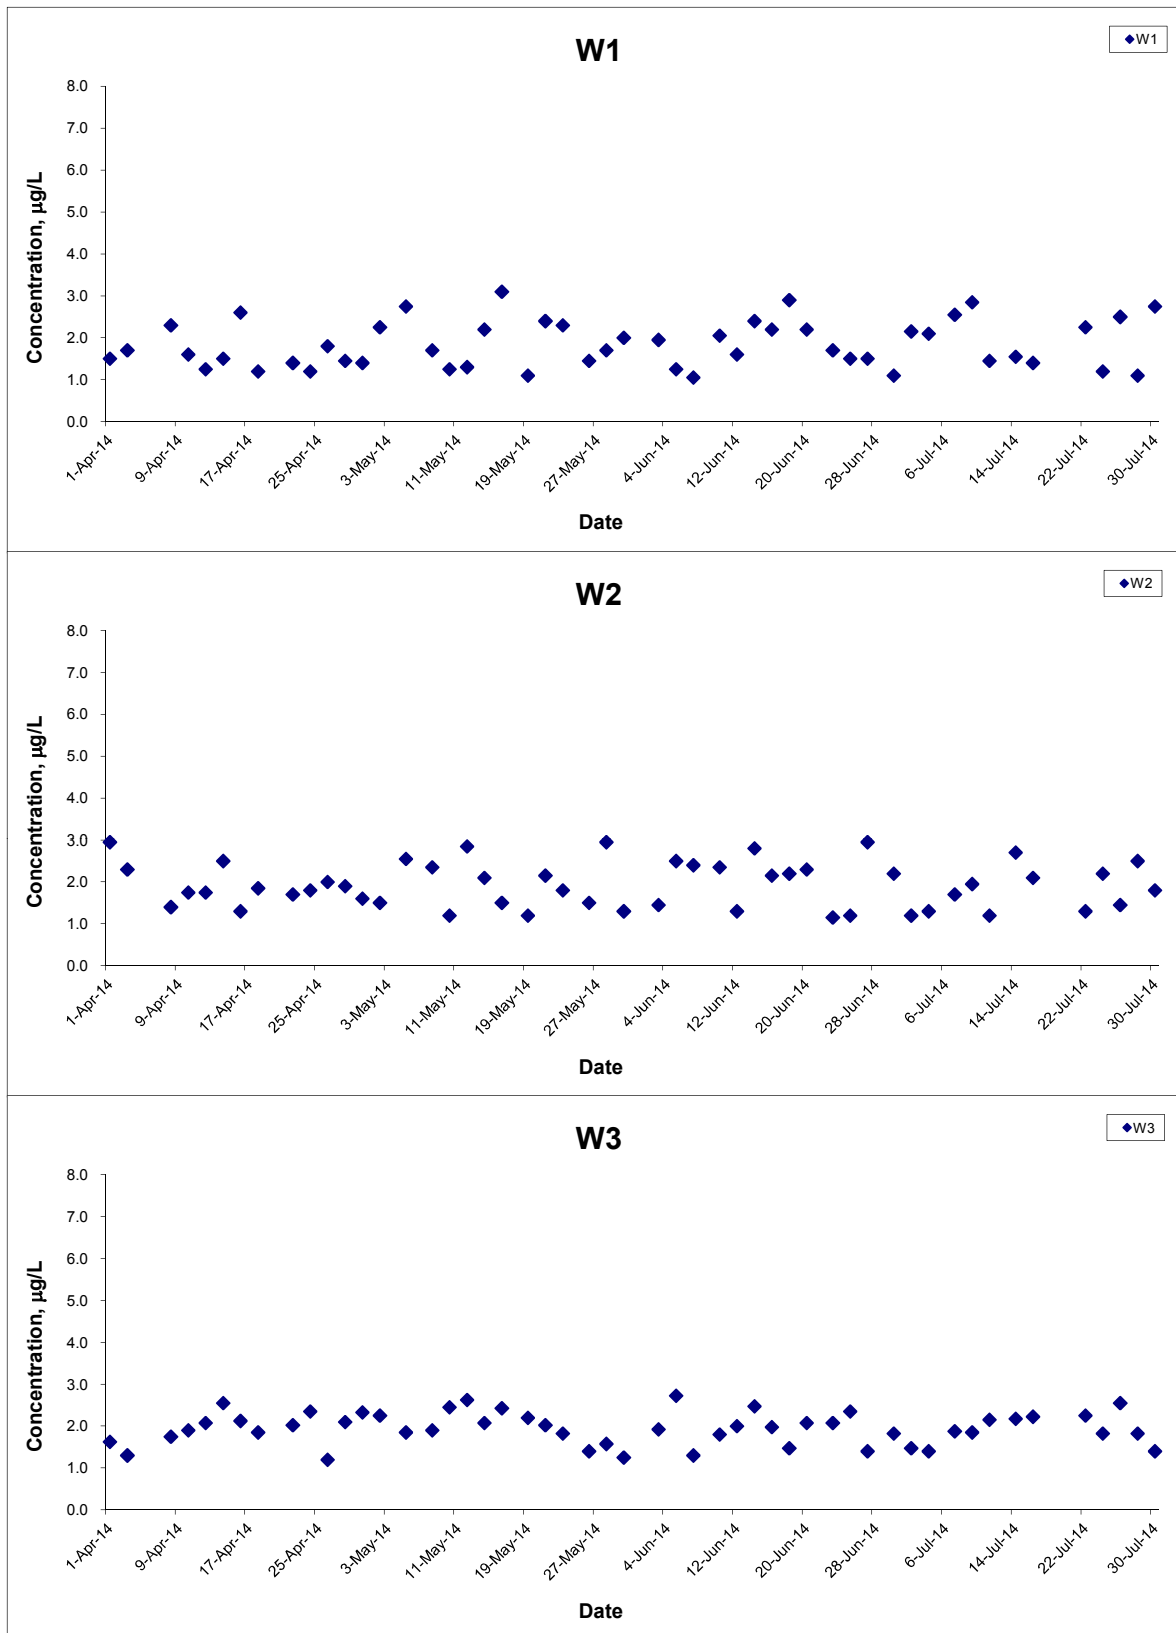 W1
W1
Concentration, µg/L
8.0
7.0
6.0
5.0
4.0
3.0
2.0
1.0
0.0
1-Apr-14
9-Apr-14
17-Apr-14
25-Apr-14
3-May-14
11-May-14
19-May-14
27-May-14
4-Jun-14
12-Jun-14
20-Jun-14
28-Jun-14
6-Jul-14
14-Jul-14
22-Jul-14
30-Jul-14
Date
W2
W2
Concentration, µg/L
8.0
7.0
6.0
5.0
4.0
3.0
2.0
1.0
0.0
1-Apr-14
9-Apr-14
17-Apr-14
25-Apr-14
3-May-14
11-May-14
19-May-14
27-May-14
4-Jun-14
12-Jun-14
20-Jun-14
28-Jun-14
6-Jul-14
14-Jul-14
22-Jul-14
30-Jul-14
Date
W3
W3
Concentration, µg/L
8.0
7.0
6.0
5.0
4.0
3.0
2.0
1.0
0.0
1-Apr-14
9-Apr-14
17-Apr-14
25-Apr-14
3-May-14
11-May-14
19-May-14
27-May-14
4-Jun-14
12-Jun-14
20-Jun-14
28-Jun-14
6-Jul-14
14-Jul-14
22-Jul-14
30-Jul-14
Date